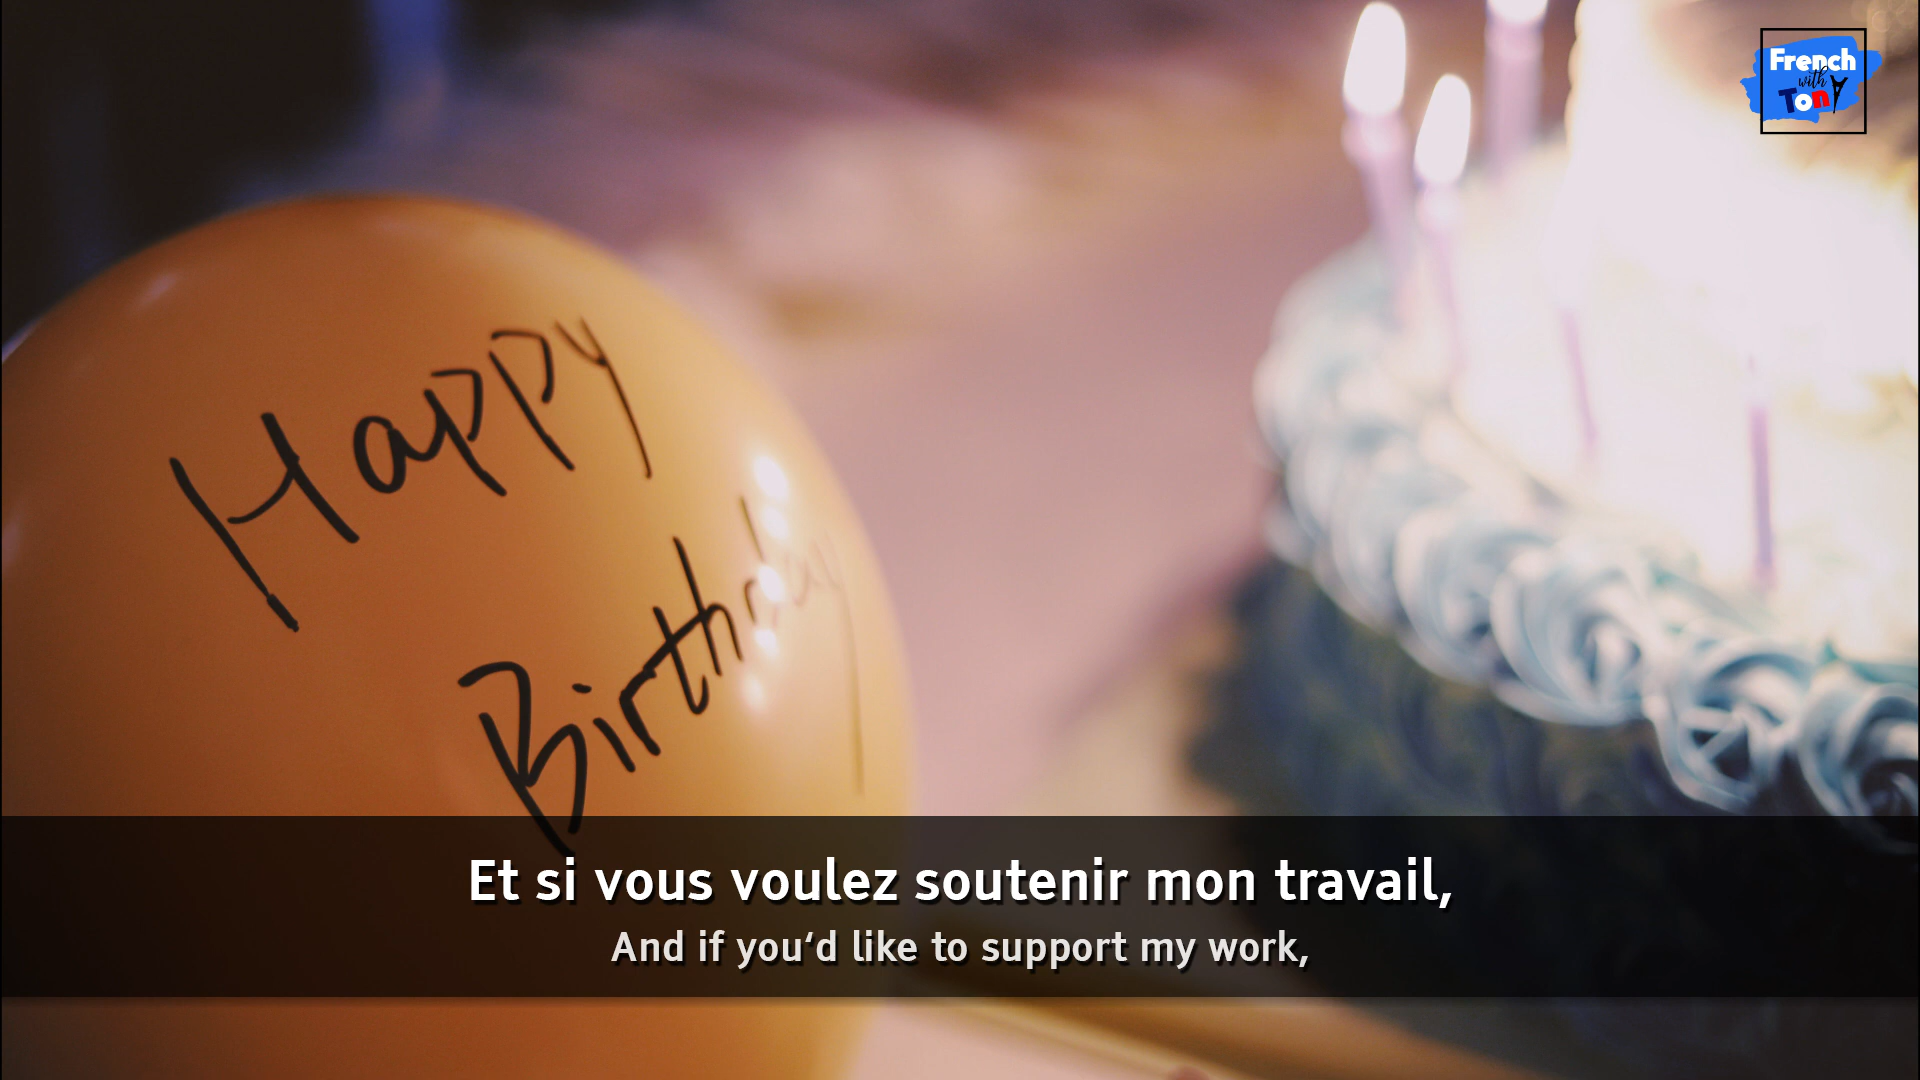 French
with
Tony
Happy
Birthday
Et si vous voulez soutenir mon travail,
And if you‘d like to support my work,